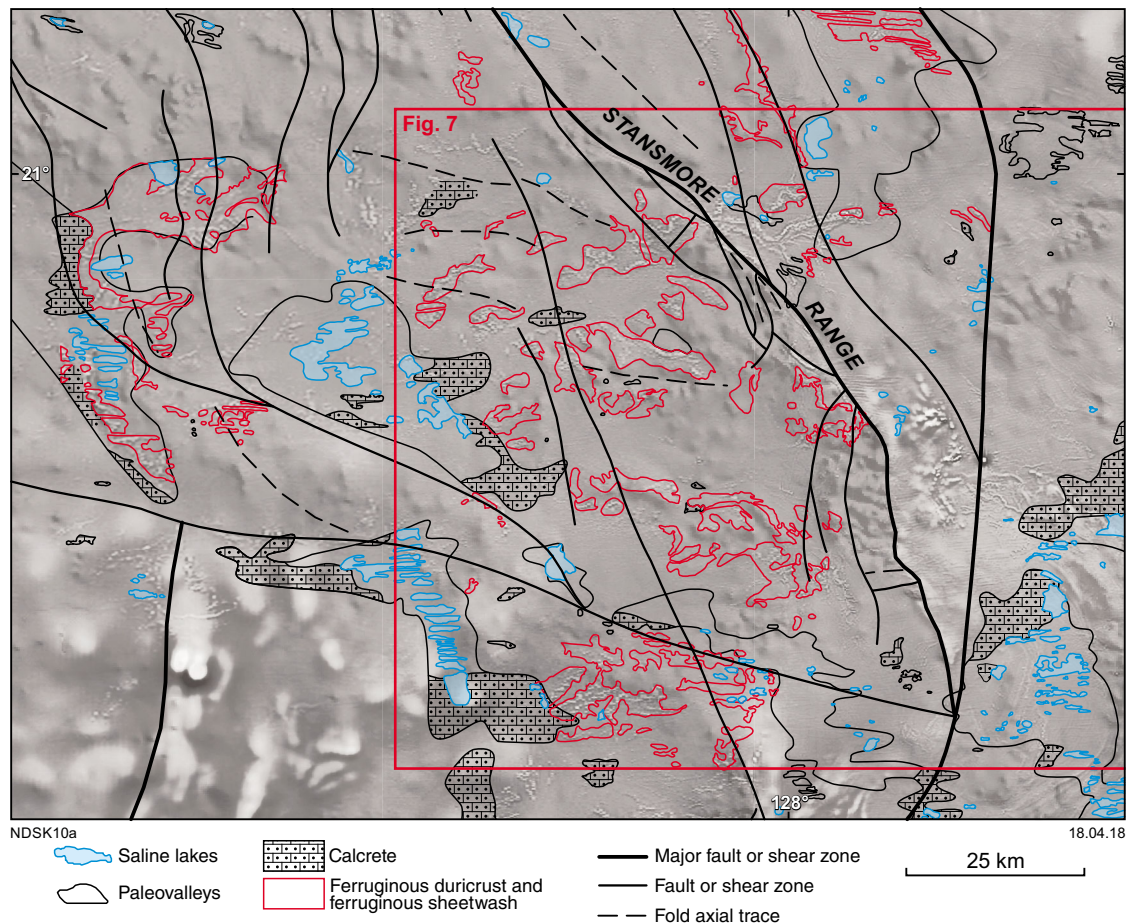 Fig. 7
STANSMORE
RANGE
21°
128°
NDSK10a
18.04.18
Saline lakes
Paleovalleys
Calcrete
Ferruginous duricrust and
ferruginous sheetwash
Major fault or shear zone
Fault or shear zone
Fold axial trace
25 km